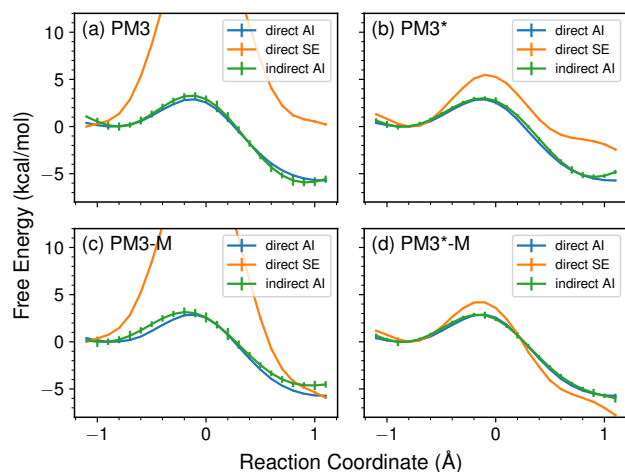 (a) PM3
direct AI
direct SE
indirect AI
10
5
0
−5
(b) PM3*
direct AI
direct SE
indirect AI
Free Energy (kcal/mol)
(c) PM3-M
direct AI
direct SE
indirect AI
10
5
0
−5
−1
0
1
(d) PM3*-M
direct AI
direct SE
indirect AI
−1
0
1
Reaction Coordinate (Å)